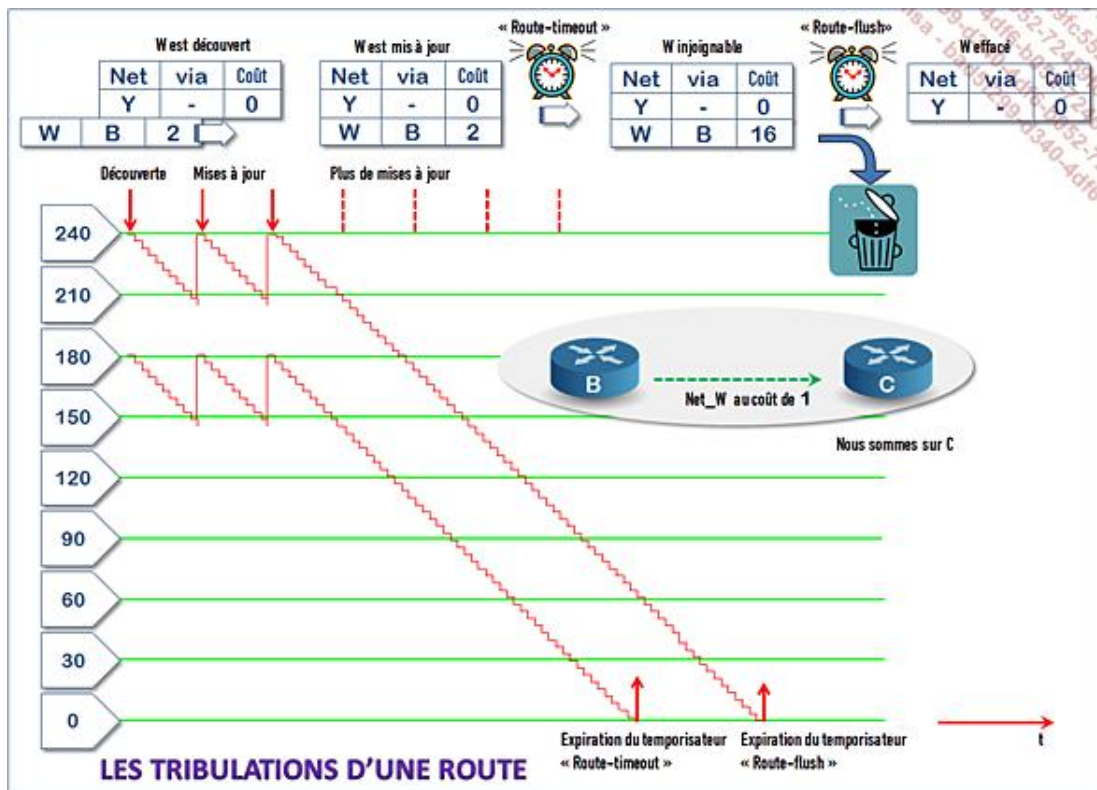 « Route-timeout »
« Route-flush»
W est découvert
W est mis à jour
W injoignable
W effacé
Net via Coût
Y - 0
W B 2
Net via Coût
Y - 0
W B 2
Net via Coût
Y - 0
W B 16
Net via Coût
Y - 0
Découverte
Mises à jour
Plus de mises à jour
240
210
180
150
120
90
60
30
0
B
C
Net_W au coût de 1
Nous sommes sur C
Expiration du temporisateur
« Route-timeout »
Expiration du temporisateur
« Route-flush »
t
LES TRIBULATIONS D'UNE ROUTE